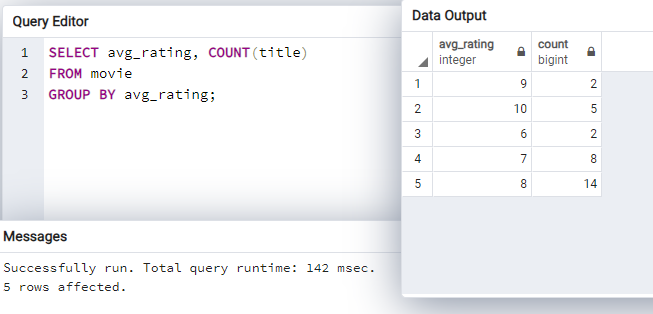 Query Editor
1 SELECT avg_rating, COUNT(title)
2 FROM movie
3 GROUP BY avg_rating;
Messages
Successfully run. Total query runtime: 142 msec.
5 rows affected.
Data Output
avg_rating count
integer bigint
1 9 2
2 10 5
3 6 2
4 7 8
5 8 14